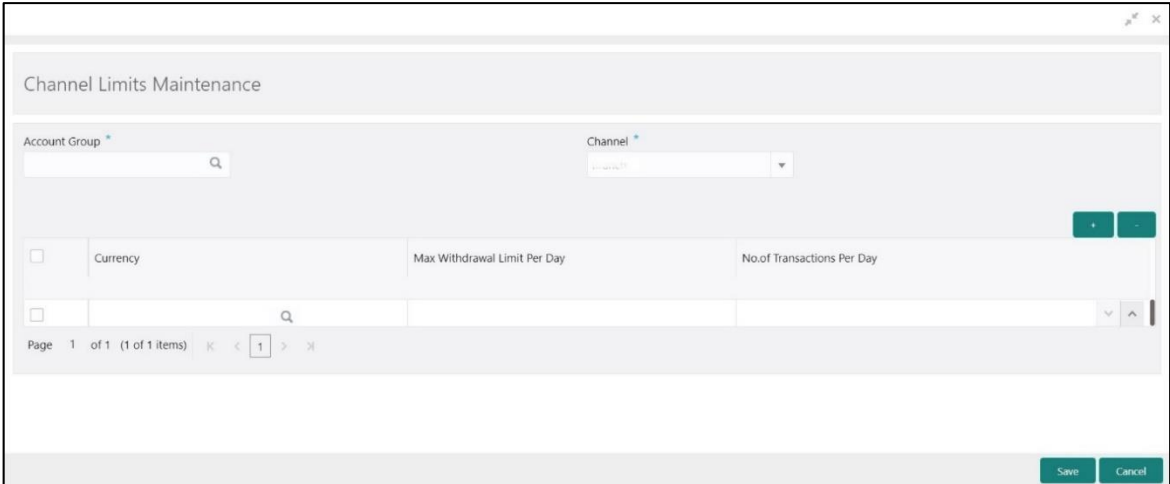 Channel Limits Maintenance
Account Group *
Channel *
+ -
Currency Max Withdrawal Limit Per Day No.of Transactions Per Day
Page 1 of 1 (1 of 1 items) K < 1 > >|
Save Cancel